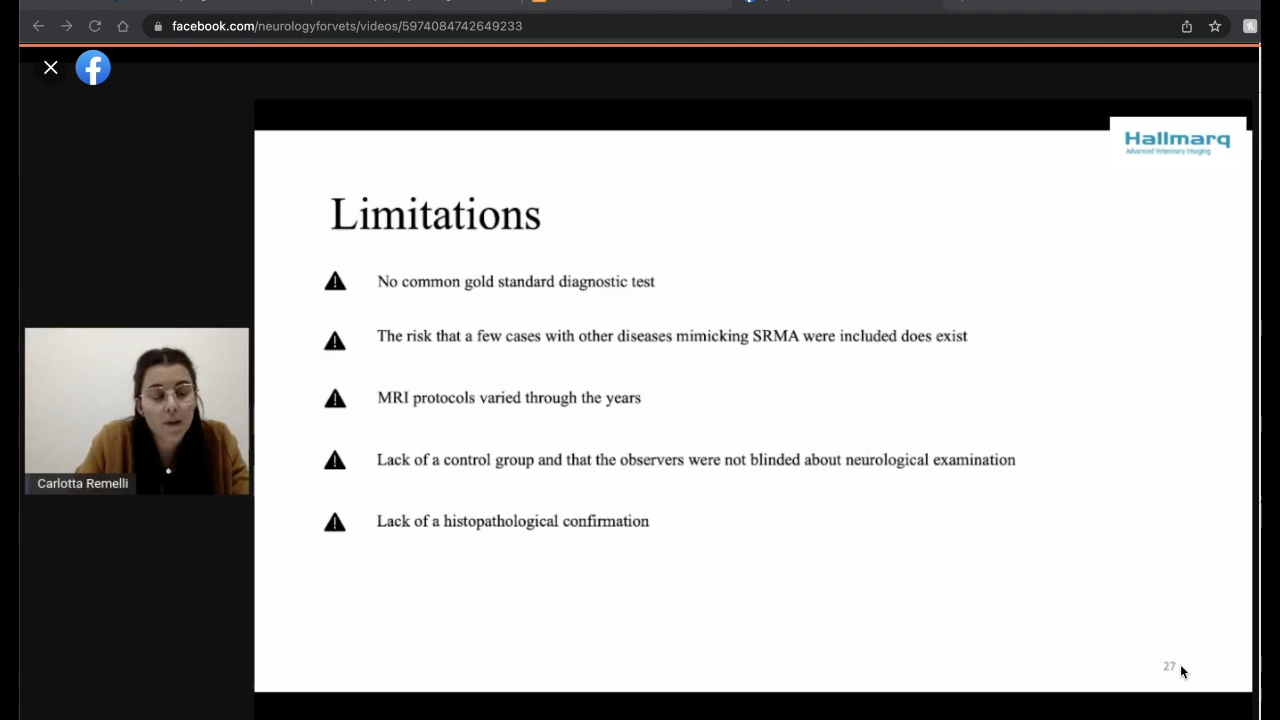 facebook.com/neurologyforvets/videos/5974084742649233
Hallmarq
Advanced Veterinary Imaging
Limitations
No common gold standard diagnostic test
The risk that a few cases with other diseases mimicking SRMA were included does exist
MRI protocols varied through the years
Lack of a control group and that the observers were not blinded about neurological examination
Carlotta Remelli
Lack of a histopathological confirmation
27